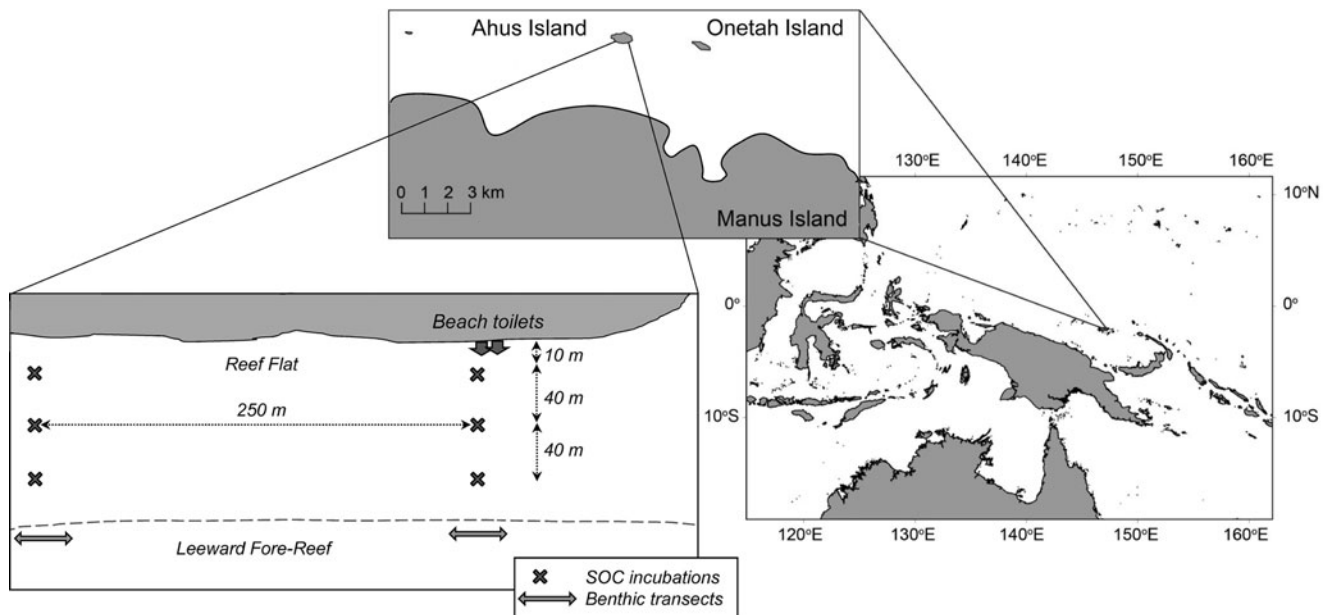 Ahus Island
Onetah Island
0 1 2 3 km
Manus Island
130°E 140°E 150°E 160°E
10°N
0°
0°
10°S
10°S
120°E 130°E 140°E 150°E 160°E
Beach toilets
Reef Flat
10 m
40 m
250 m
40 m
Leeward Fore-Reef
SOC incubations
Benthic transects